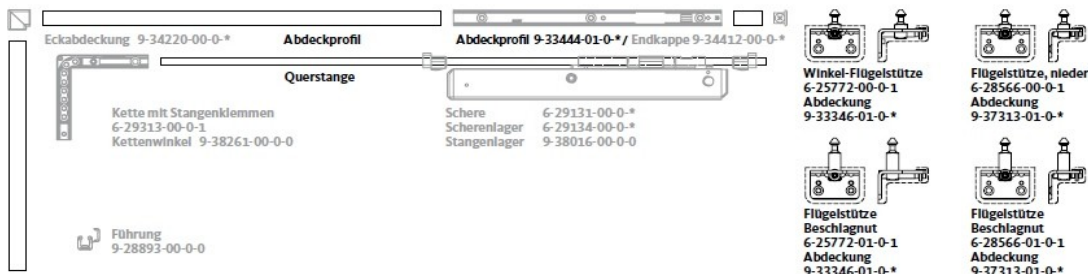 Eckabdeckung 9-34220-00-0-*
Abdeckprofil
Abdeckprofil 9-33444-01-0-*/ Endkappe 9-34412-00-0-*
Querstange
Kette mit Stangenklemmen
6-29313-00-0-1
Kettenwinkel 9-38261-00-0-0
Schere 6-29131-00-0-*
Scherenlager 6-29134-00-0-*
Stangenlager 9-38016-00-0-0
Führung
9-28893-00-0-0
Winkel-Flügelstütze
6-25772-00-0-1
Abdeckung
9-33346-01-0-*
Flügelstütze, nieder
6-28566-00-0-1
Abdeckung
9-37313-01-0-*
Flügelstütze
Beschlagnut
6-25772-01-0-1
Abdeckung
9-33346-01-0-*
Flügelstütze
Beschlagnut
6-28566-01-0-1
Abdeckung
9-37313-01-0-*